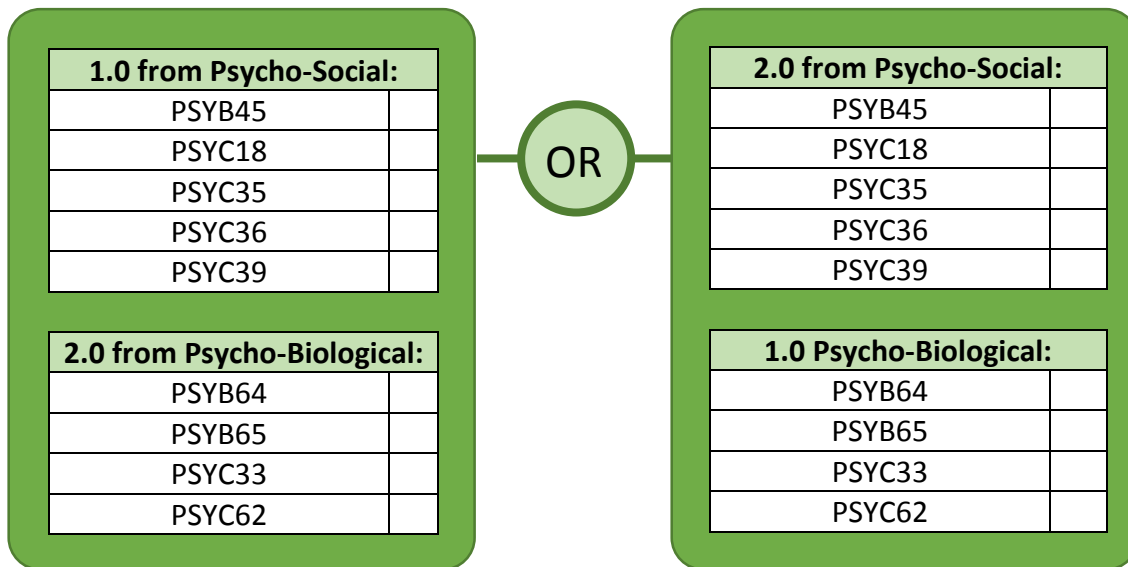 1.0 from Psycho-Social:
PSYB45
PSYC18
PSYC35
PSYC36
PSYC39
2.0 from Psycho-Biological:
PSYB64
PSYB65
PSYC33
PSYC62
OR
2.0 from Psycho-Social:
PSYB45
PSYC18
PSYC35
PSYC36
PSYC39
1.0 Psycho-Biological:
PSYB64
PSYB65
PSYC33
PSYC62